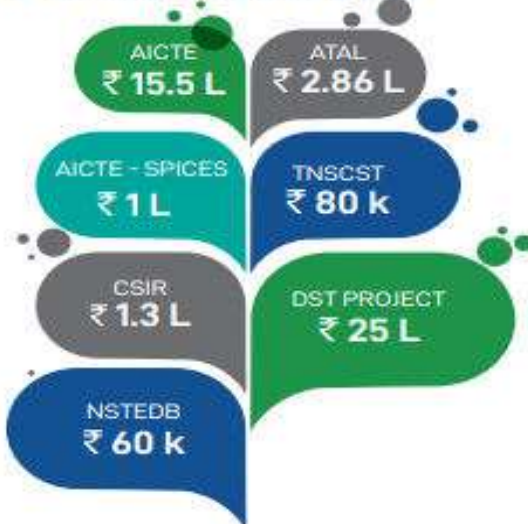 AICTE
₹ 15.5 L
ATAL
₹ 2.86 L
AICTE - SPICES
₹ 1 L
TNSCST
₹ 80 k
CSIR
₹ 1.3 L
DST PROJECT
₹ 25 L
NSTEDB
₹ 60 k